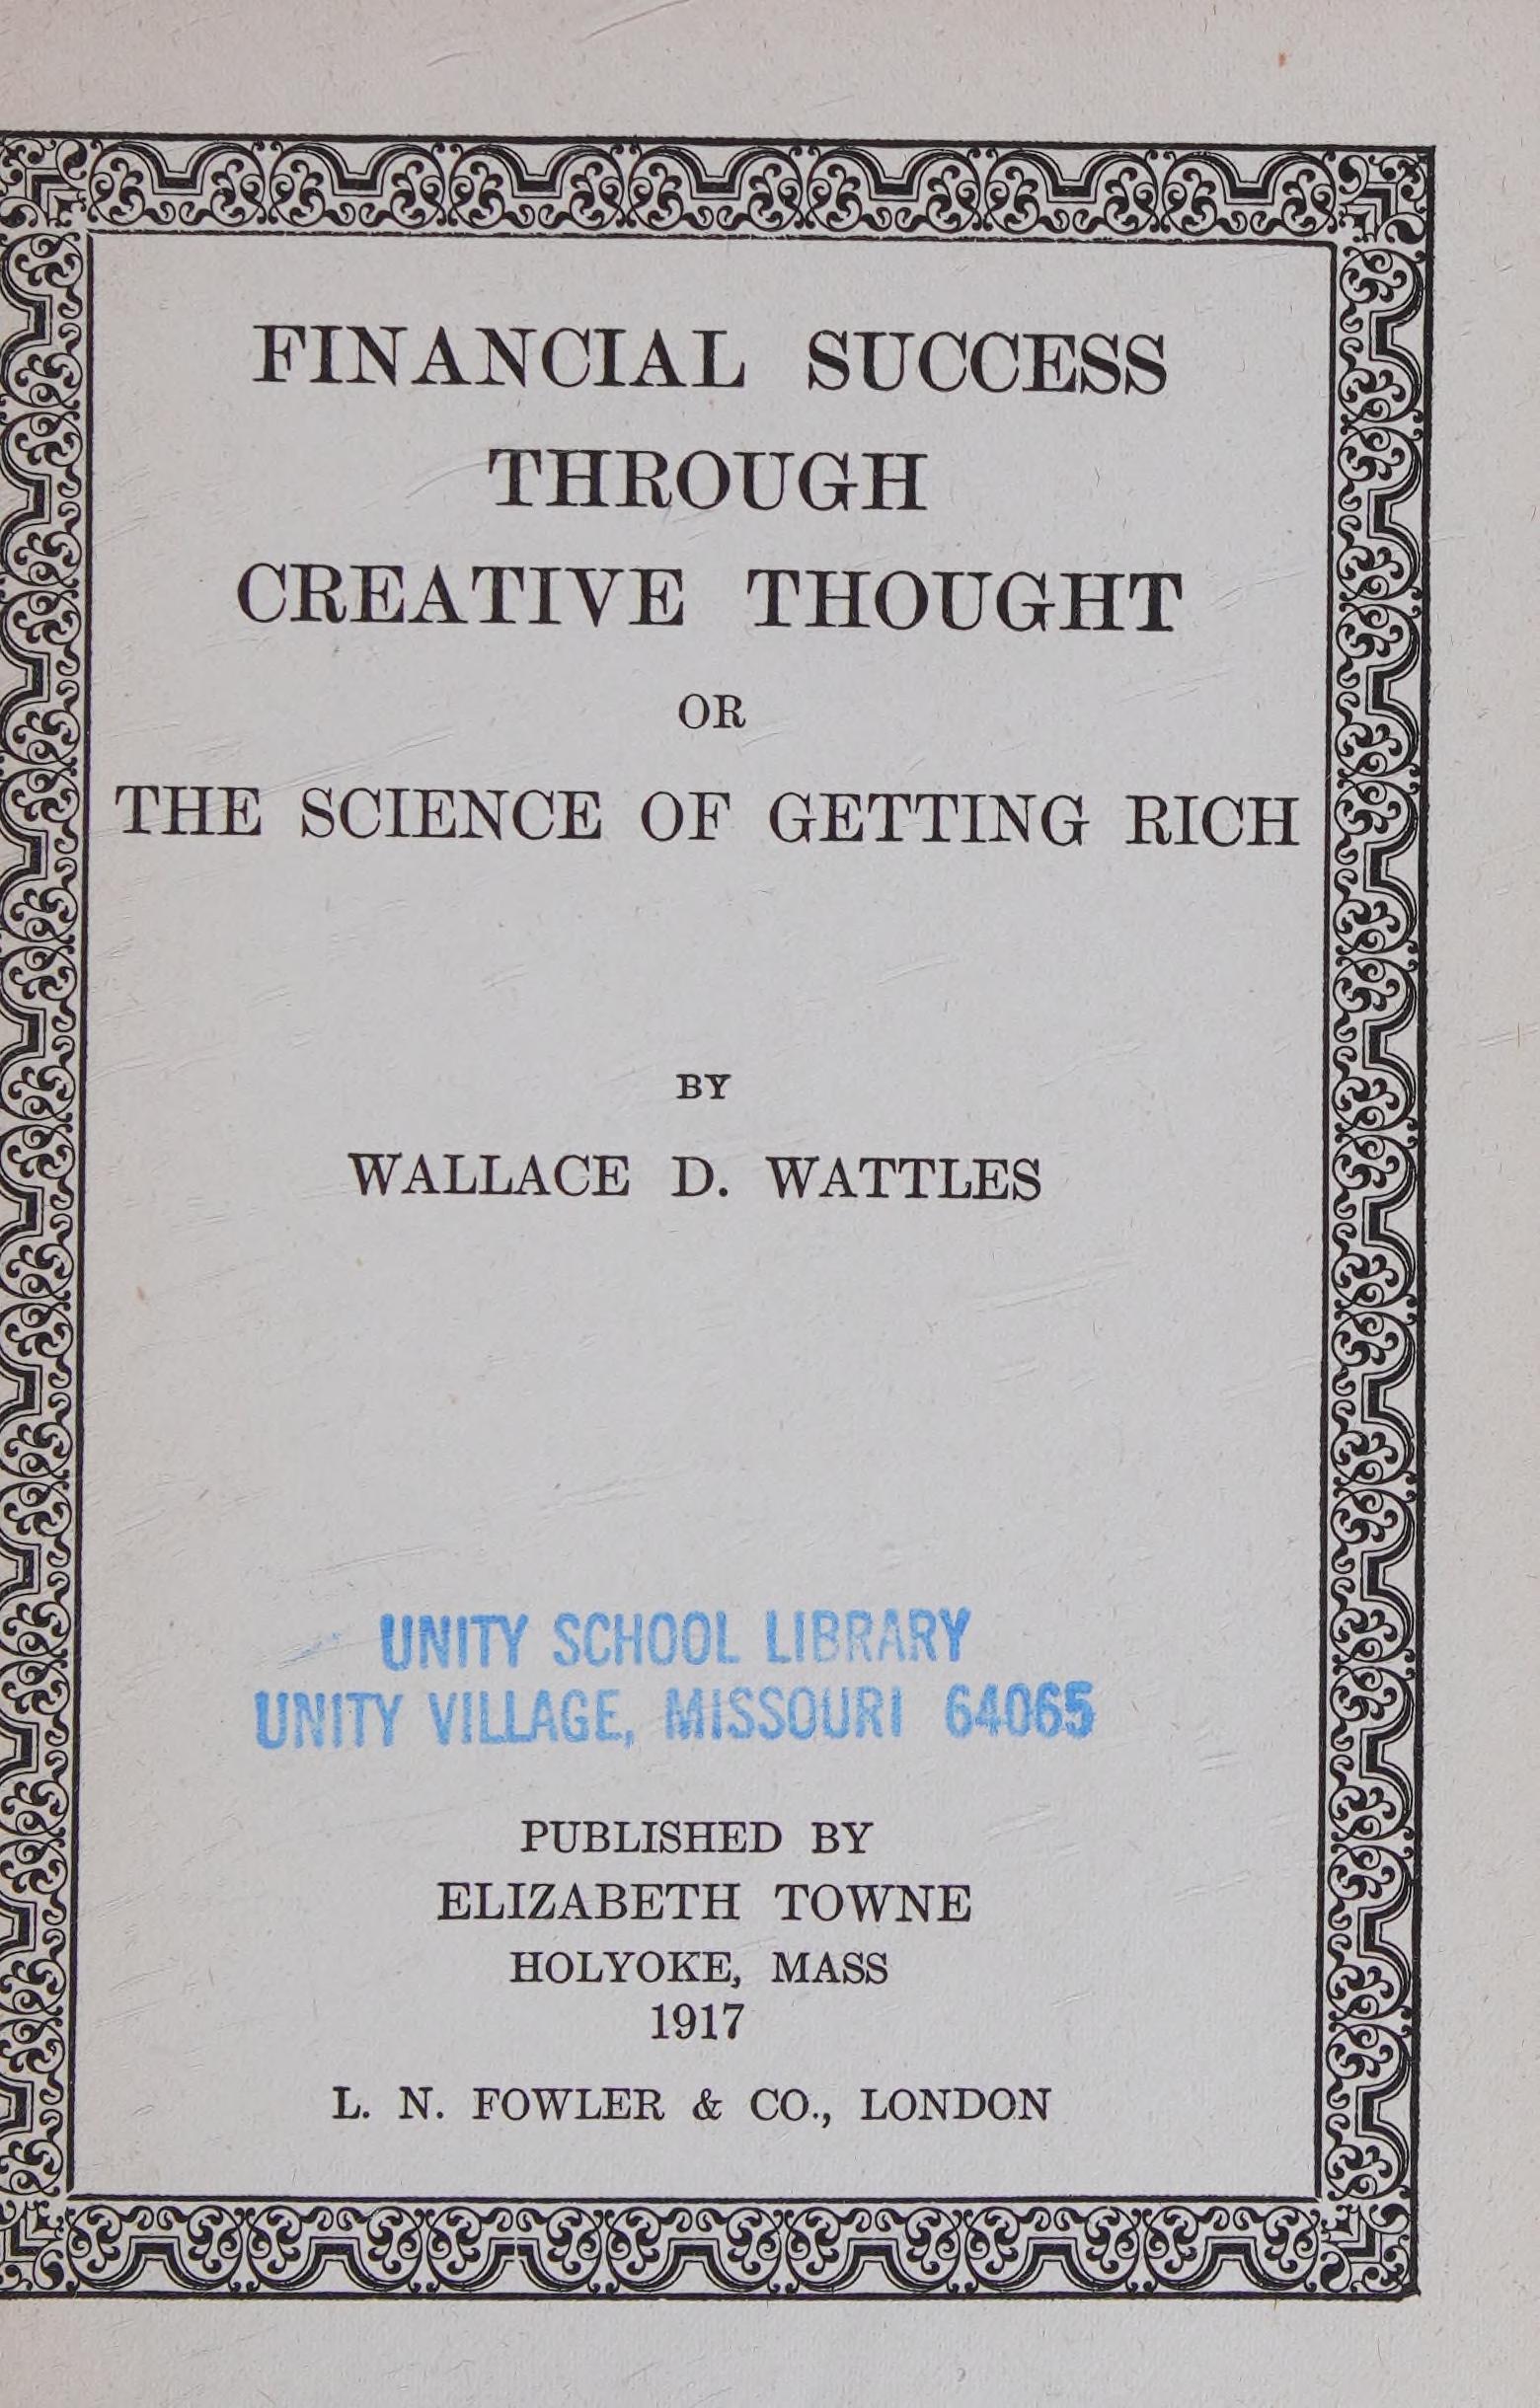 FINANCIAL SUCCESS
THROUGH
CREATIVE THOUGHT
OR
THE SCIENCE OF GETTING RICH
BY
WALLACE D. WATTLES
UNITY SCHOOL LIBRARY
UNITY VILLAGE, MISSOURI 64065
PUBLISHED BY
ELIZABETH TOWNE
HOLYOKE, MASS
1917
L. N. FOWLER & CO., LONDON